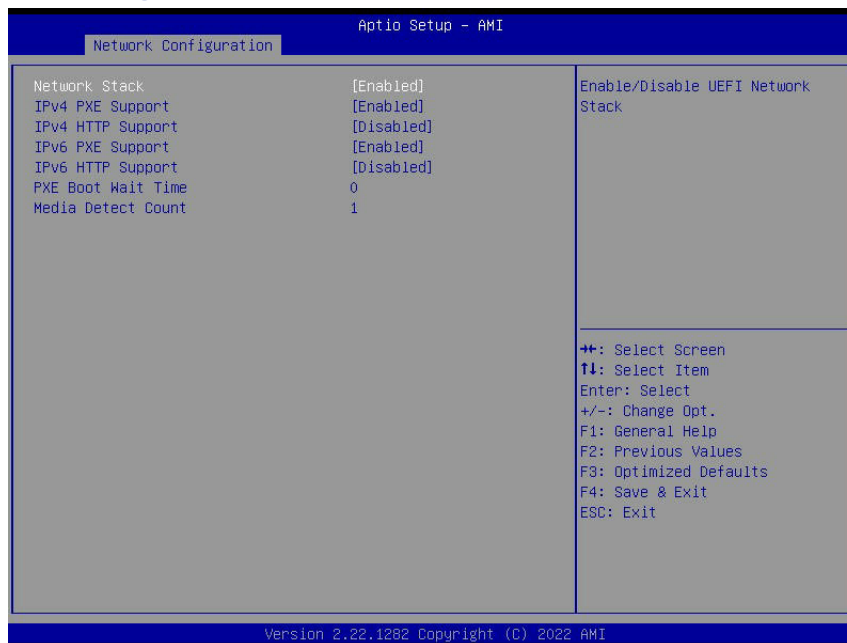 Aptio Setup – AMI
Network Configuration
Network Stack [Enabled]
IPv4 PXE Support [Enabled]
IPv4 HTTP Support [Disabled]
IPv6 PXE Support [Enabled]
IPv6 HTTP Support [Disabled]
PXE Boot Wait Time 0
Media Detect Count 1
Enable/Disable UEFI Network
Stack
→←: Select Screen
↑↓: Select Item
Enter: Select
+/-: Change Opt.
F1: General Help
F2: Previous Values
F3: Optimized Defaults
F4: Save & Exit
ESC: Exit
Version 2.22.1282 Copyright (C) 2022 AMI